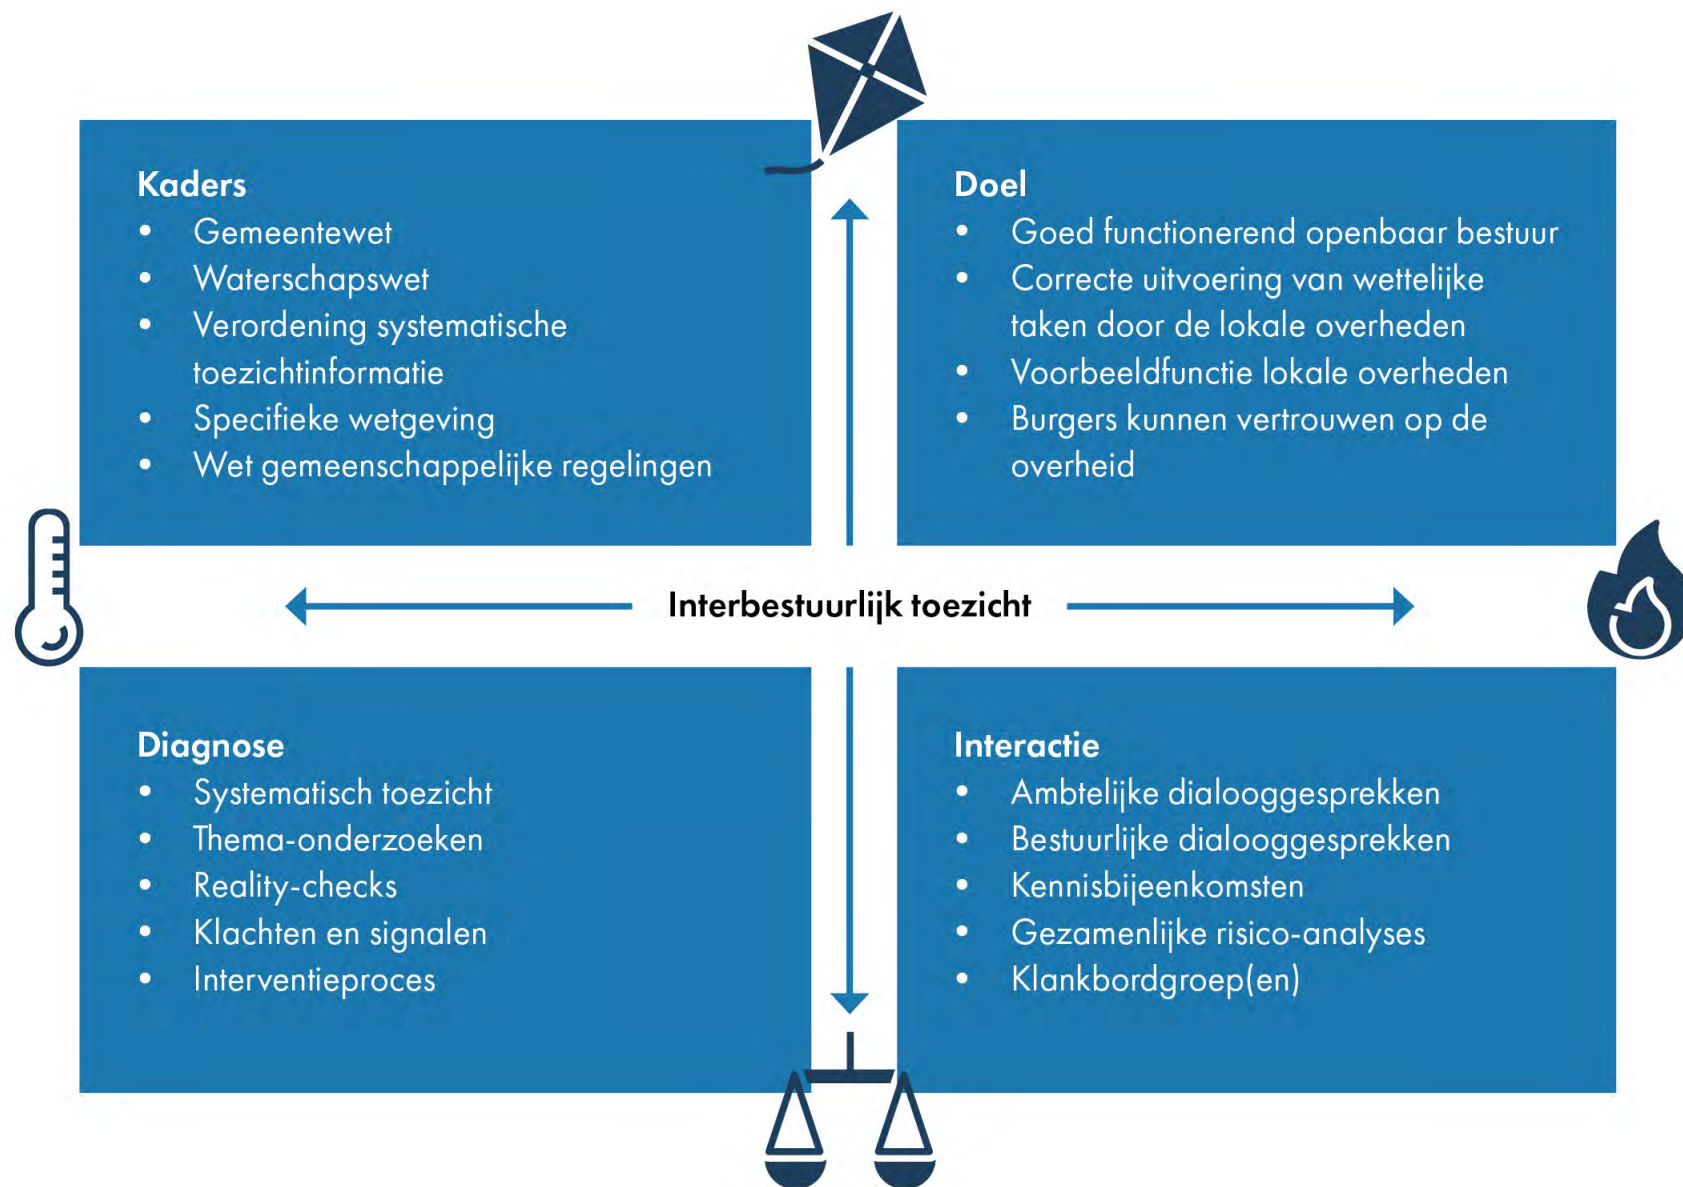 Kaders
• Gemeentewet
• Waterschapswet
• Verordening systematische
toezichtinformatie
• Specifieke wetgeving
• Wet gemeenschappelijke regelingen
Doel
• Goed functionerend openbaar bestuur
• Correcte uitvoering van wettelijke
taken door de lokale overheden
• Voorbeeldfunctie lokale overheden
• Burgers kunnen vertrouwen op de
overheid
Interbestuurlijk toezicht
Diagnose
• Systematisch toezicht
• Thema-onderzoeken
• Reality-checks
• Klachten en signalen
• Interventieproces
Interactie
• Ambtelijke dialooggesprekken
• Bestuurlijke dialooggesprekken
• Kennisbijeenkomsten
• Gezamenlijke risico-analyses
• Klankbordgroep(en)